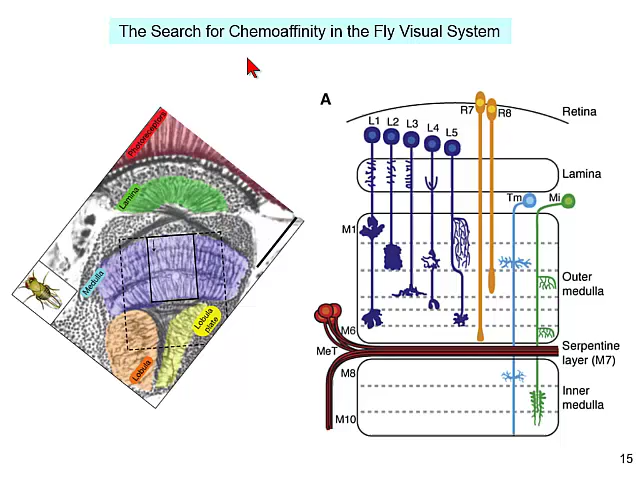 The Search for Chemoaffinity in the Fly Visual System
Photoreceptors
Lamina
Medulla
Lobula
plate
Lobula
A
R7
R8
Retina
L1
L2
L3
L4
L5
Lamina
Tm
Mi
M1
Outer
medulla
M6
MeT
Serpentine
layer (M7)
M8
Inner
medulla
M10
15